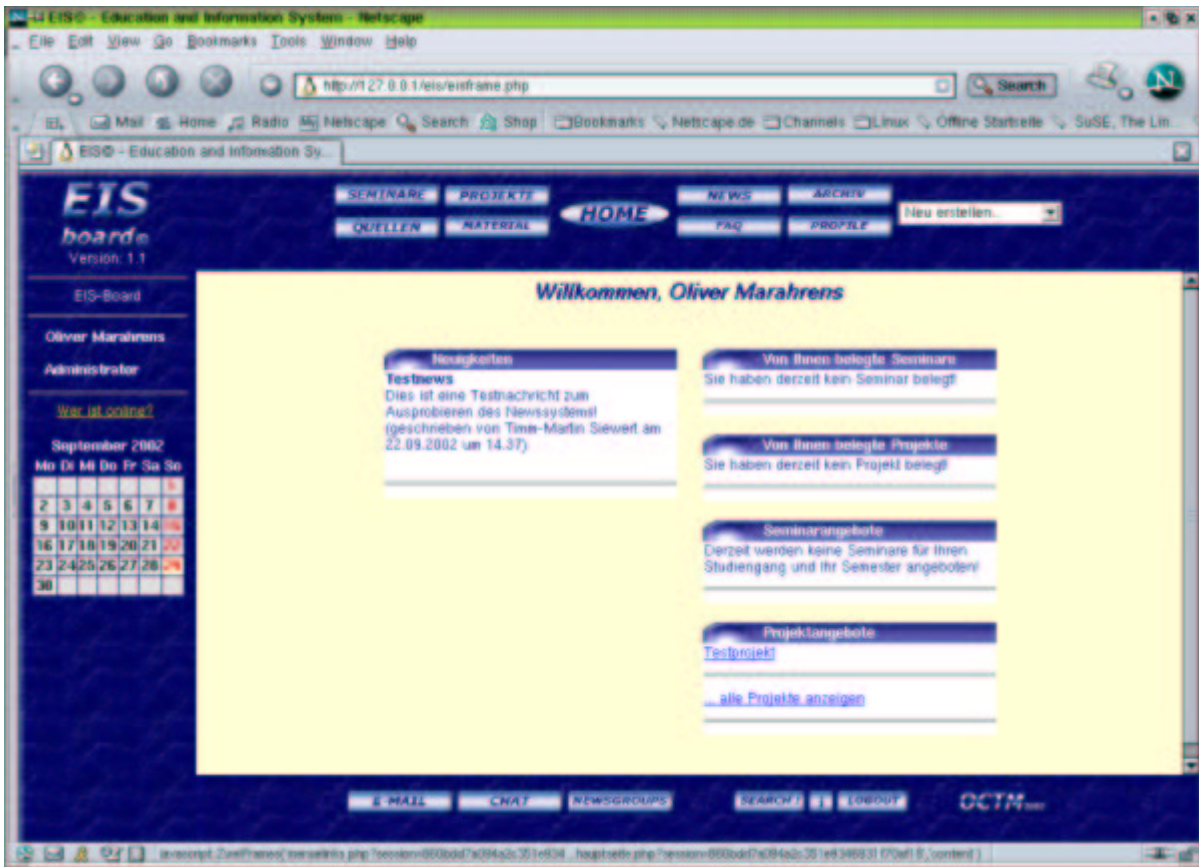 EIS© - Education and Information System - Netscape
File Edit View Go Bookmarks Tools Window Help
http://127.0.0.1/eis/eisframe.php
Search
Mail Home Radio Netscape Search Shop Bookmarks Netscape.de Channels Linux Offline Startseite SuSE, The Lin...
EIS© - Education and Information Sy...
EIS
board©
Version: 1.1
SEMINARE PROJEKTE HOME NEWS ARCHIV
QUELLEN MATERIAL FAQ PROFILE
Neu erstellen...
EIS-Board
Oliver Marahrens
Administrator
Wer ist online?
September 2002
Mo Di Mi Do Fr Sa So
1
2 3 4 5 6 7 8
9 10 11 12 13 14 15
16 17 18 19 20 21 22
23 24 25 26 27 28 29
30
Willkommen, Oliver Marahrens
Neuigkeiten
Testnews
Dies ist eine Testnachricht zum
Ausprobieren des Newssystems!
(geschrieben von Timm-Martin Siewert am
22.09.2002 um 14:37)
Von Ihnen belegte Seminare
Sie haben derzeit kein Seminar belegt!
Von Ihnen belegte Projekte
Sie haben derzeit kein Projekt belegt!
Seminarangebote
Derzeit werden keine Seminare für Ihren
Studiengang und Ihr Semester angeboten!
Projektangebote
Testprojekt
... alle Projekte anzeigen
E-MAIL CHAT NEWSGROUPS SEARCH! i LOGOUT OCTM